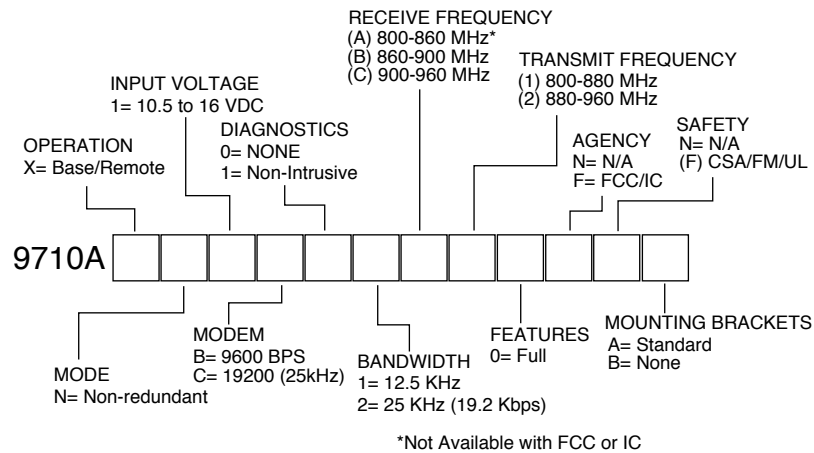 RECEIVE FREQUENCY
(A) 800-860 MHz*
(B) 860-900 MHz
(C) 900-960 MHz
TRANSMIT FREQUENCY
(1) 800-880 MHz
(2) 880-960 MHz
INPUT VOLTAGE
1= 10.5 to 16 VDC
DIAGNOSTICS
0= NONE
1= Non-Intrusive
SAFETY
N= N/A
(F) CSA/FM/UL
AGENCY
N= N/A
F= FCC/IC
OPERATION
X= Base/Remote
9710A
MODE
N= Non-redundant
MODEM
B= 9600 BPS
C= 19200 (25kHz)
BANDWIDTH
1= 12.5 KHz
2= 25 KHz (19.2 Kbps)
FEATURES
0= Full
MOUNTING BRACKETS
A= Standard
B= None
*Not Available with FCC or IC